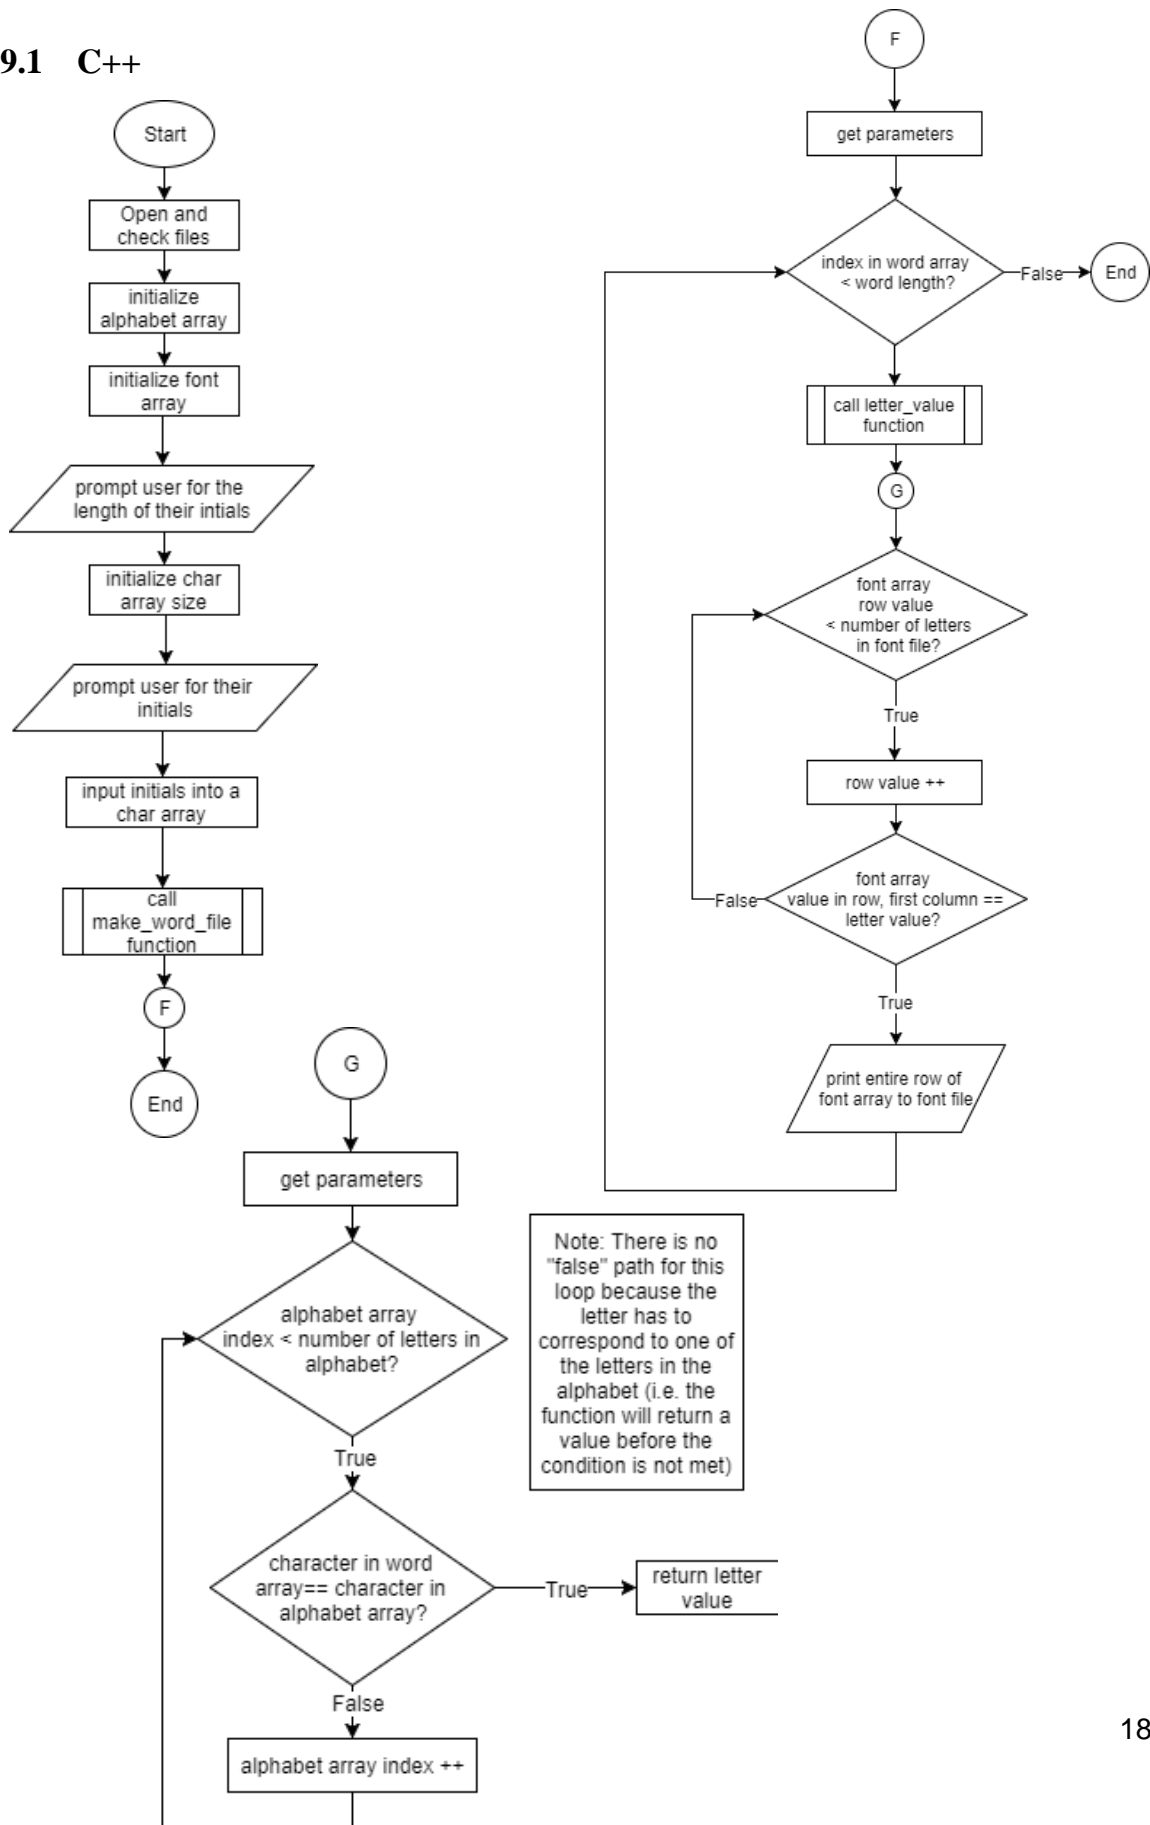 9.1 C++
Start
Open and
check files
initialize
alphabet array
initialize font
array
prompt user for the
length of their intials
initialize char
array size
prompt user for their
initials
input initials into a
char array
call
make_word_file
function
F
End
F
get parameters
index in word array
< word length?
False
End
call letter_value
function
G
font array
row value
< number of letters
in font file?
True
row value ++
font array
value in row, first column ==
letter value?
False
True
print entire row of
font array to font file
G
get parameters
alphabet array
index < number of letters in
alphabet?
True
character in word
array== character in
alphabet array?
True
return letter
value
False
alphabet array index ++
Note: There is no
"false" path for this
loop because the
letter has to
correspond to one of
the letters in the
alphabet (i.e. the
function will return a
value before the
condition is not met)
18